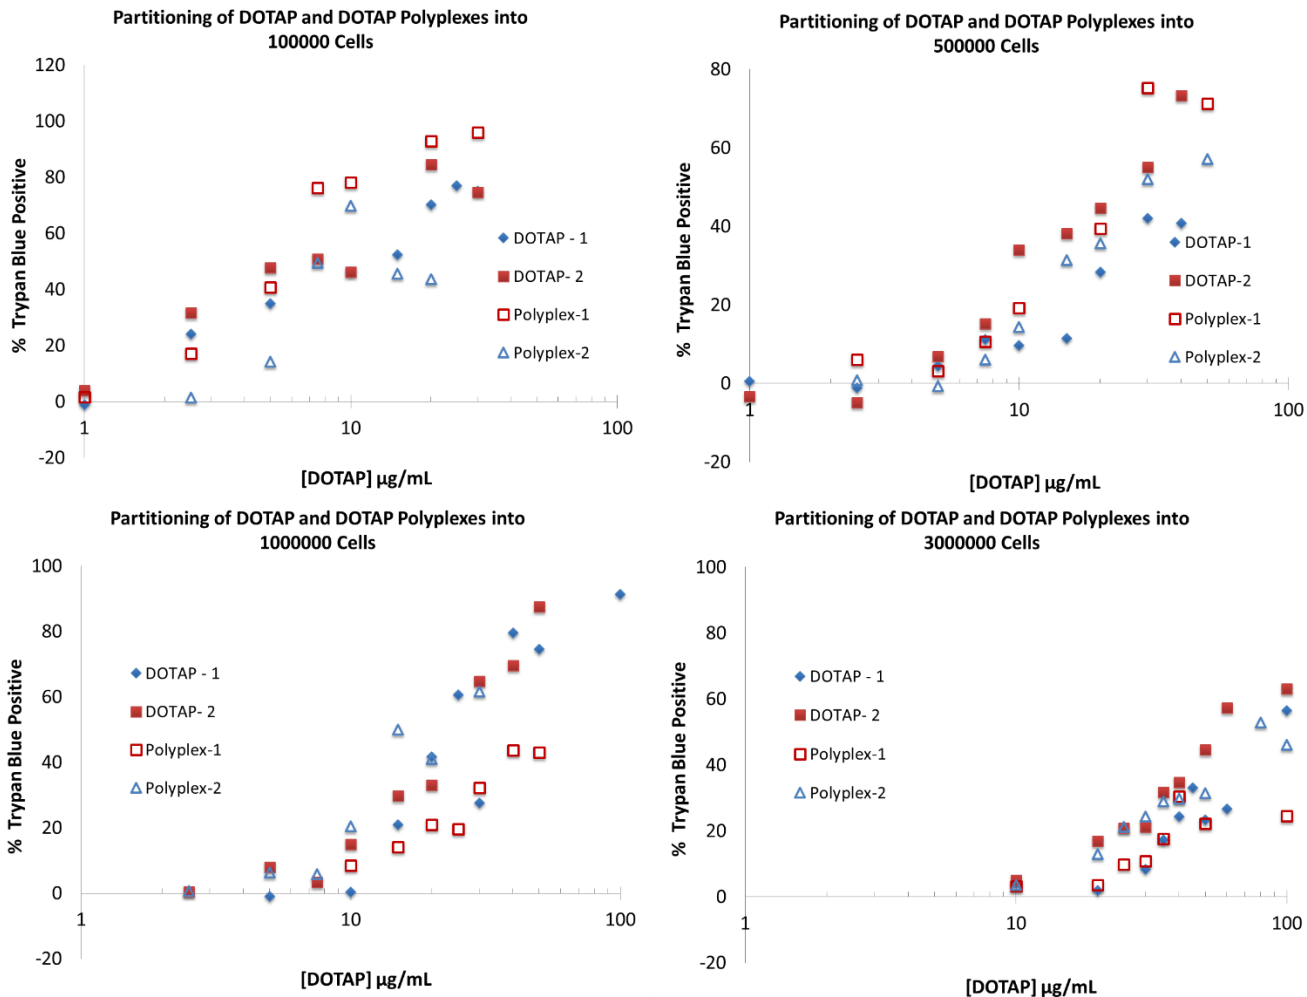 Partitioning of DOTAP and DOTAP Polyplexes into
100000 Cells
120
100
80
60
40
20
0
-20
1
10
100
% Trypan Blue Positive
[DOTAP] µg/mL
DOTAP - 1
DOTAP- 2
Polyplex-1
Polyplex-2
Partitioning of DOTAP and DOTAP Polyplexes into
500000 Cells
80
60
40
20
0
-20
1
10
100
% Trypan Blue Positive
[DOTAP] µg/mL
DOTAP-1
DOTAP-2
Polyplex-1
Polyplex-2
Partitioning of DOTAP and DOTAP Polyplexes into
1000000 Cells
100
80
60
40
20
0
-20
1
10
100
% Trypan Blue Positive
[DOTAP] µg/mL
DOTAP - 1
DOTAP- 2
Polyplex-1
Polyplex-2
Partitioning of DOTAP and DOTAP Polyplexes into
3000000 Cells
100
80
60
40
20
0
-20
1
10
100
% Trypan Blue Positive
[DOTAP] µg/mL
DOTAP - 1
DOTAP- 2
Polyplex-1
Polyplex-2